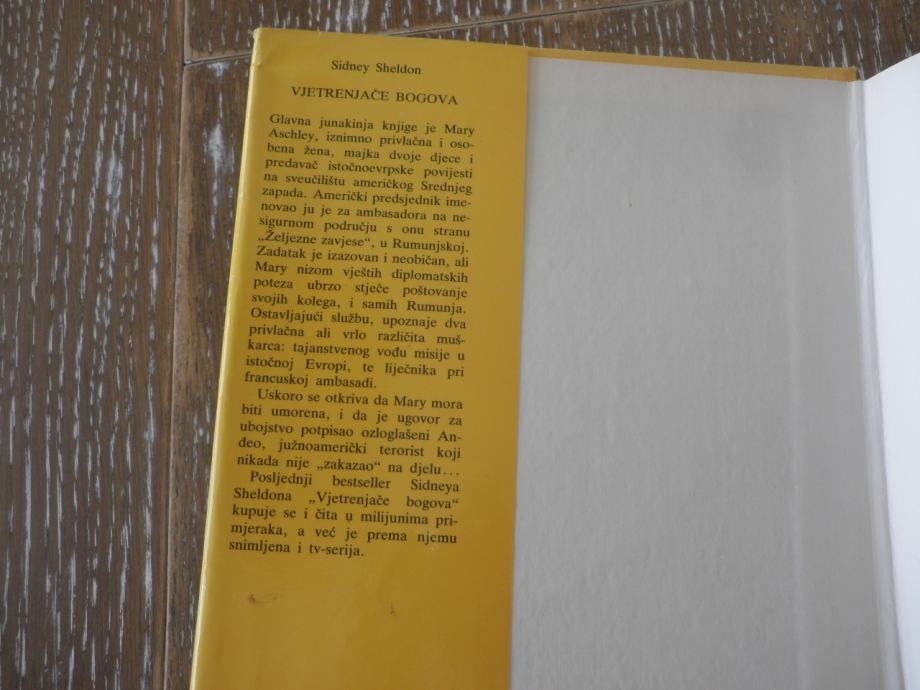 Sidney Sheldon
VJETRENJAČE BOGOVA
Glavna junakinja knjige je Mary
Aschley, iznimno privlačna i oso-
bena žena, majka dvoje djece i
predavač istočnoevrpske povijesti
na sveučilištu američkog Srednjeg
zapada. Američki predsjednik ime-
novao ju je za ambasadora na ne-
sigurnom području s onu stranu
„Željezne zavjese“, u Rumunjskoj.
Zadatak je izazovan i neobičan, ali
Mary nizom vještih diplomatskih
poteza ubrzo stječe poštovanje
svojih kolega, i samih Rumunja.
Ostavljajući službu, upoznaje dva
privlačna ali vrlo različita muš-
karca: tajanstvenog vođu misije u
istočnoj Evropi, te liječnika pri
francuskoj ambasadi.
Uskoro se otkriva da Mary mora
biti umorena, i da je ugovor za
ubojstvo potpisao ozloglašeni An-
đeo, južnoamerički terorist koji
nikada nije „zakazao“ na djelu...
Posljednji bestseller Sidneya
Sheldona „Vjetrenjače bogova“
kupuje se i čita u milijunima pri-
mjeraka, a već je prema njemu
snimljena i tv-serija.